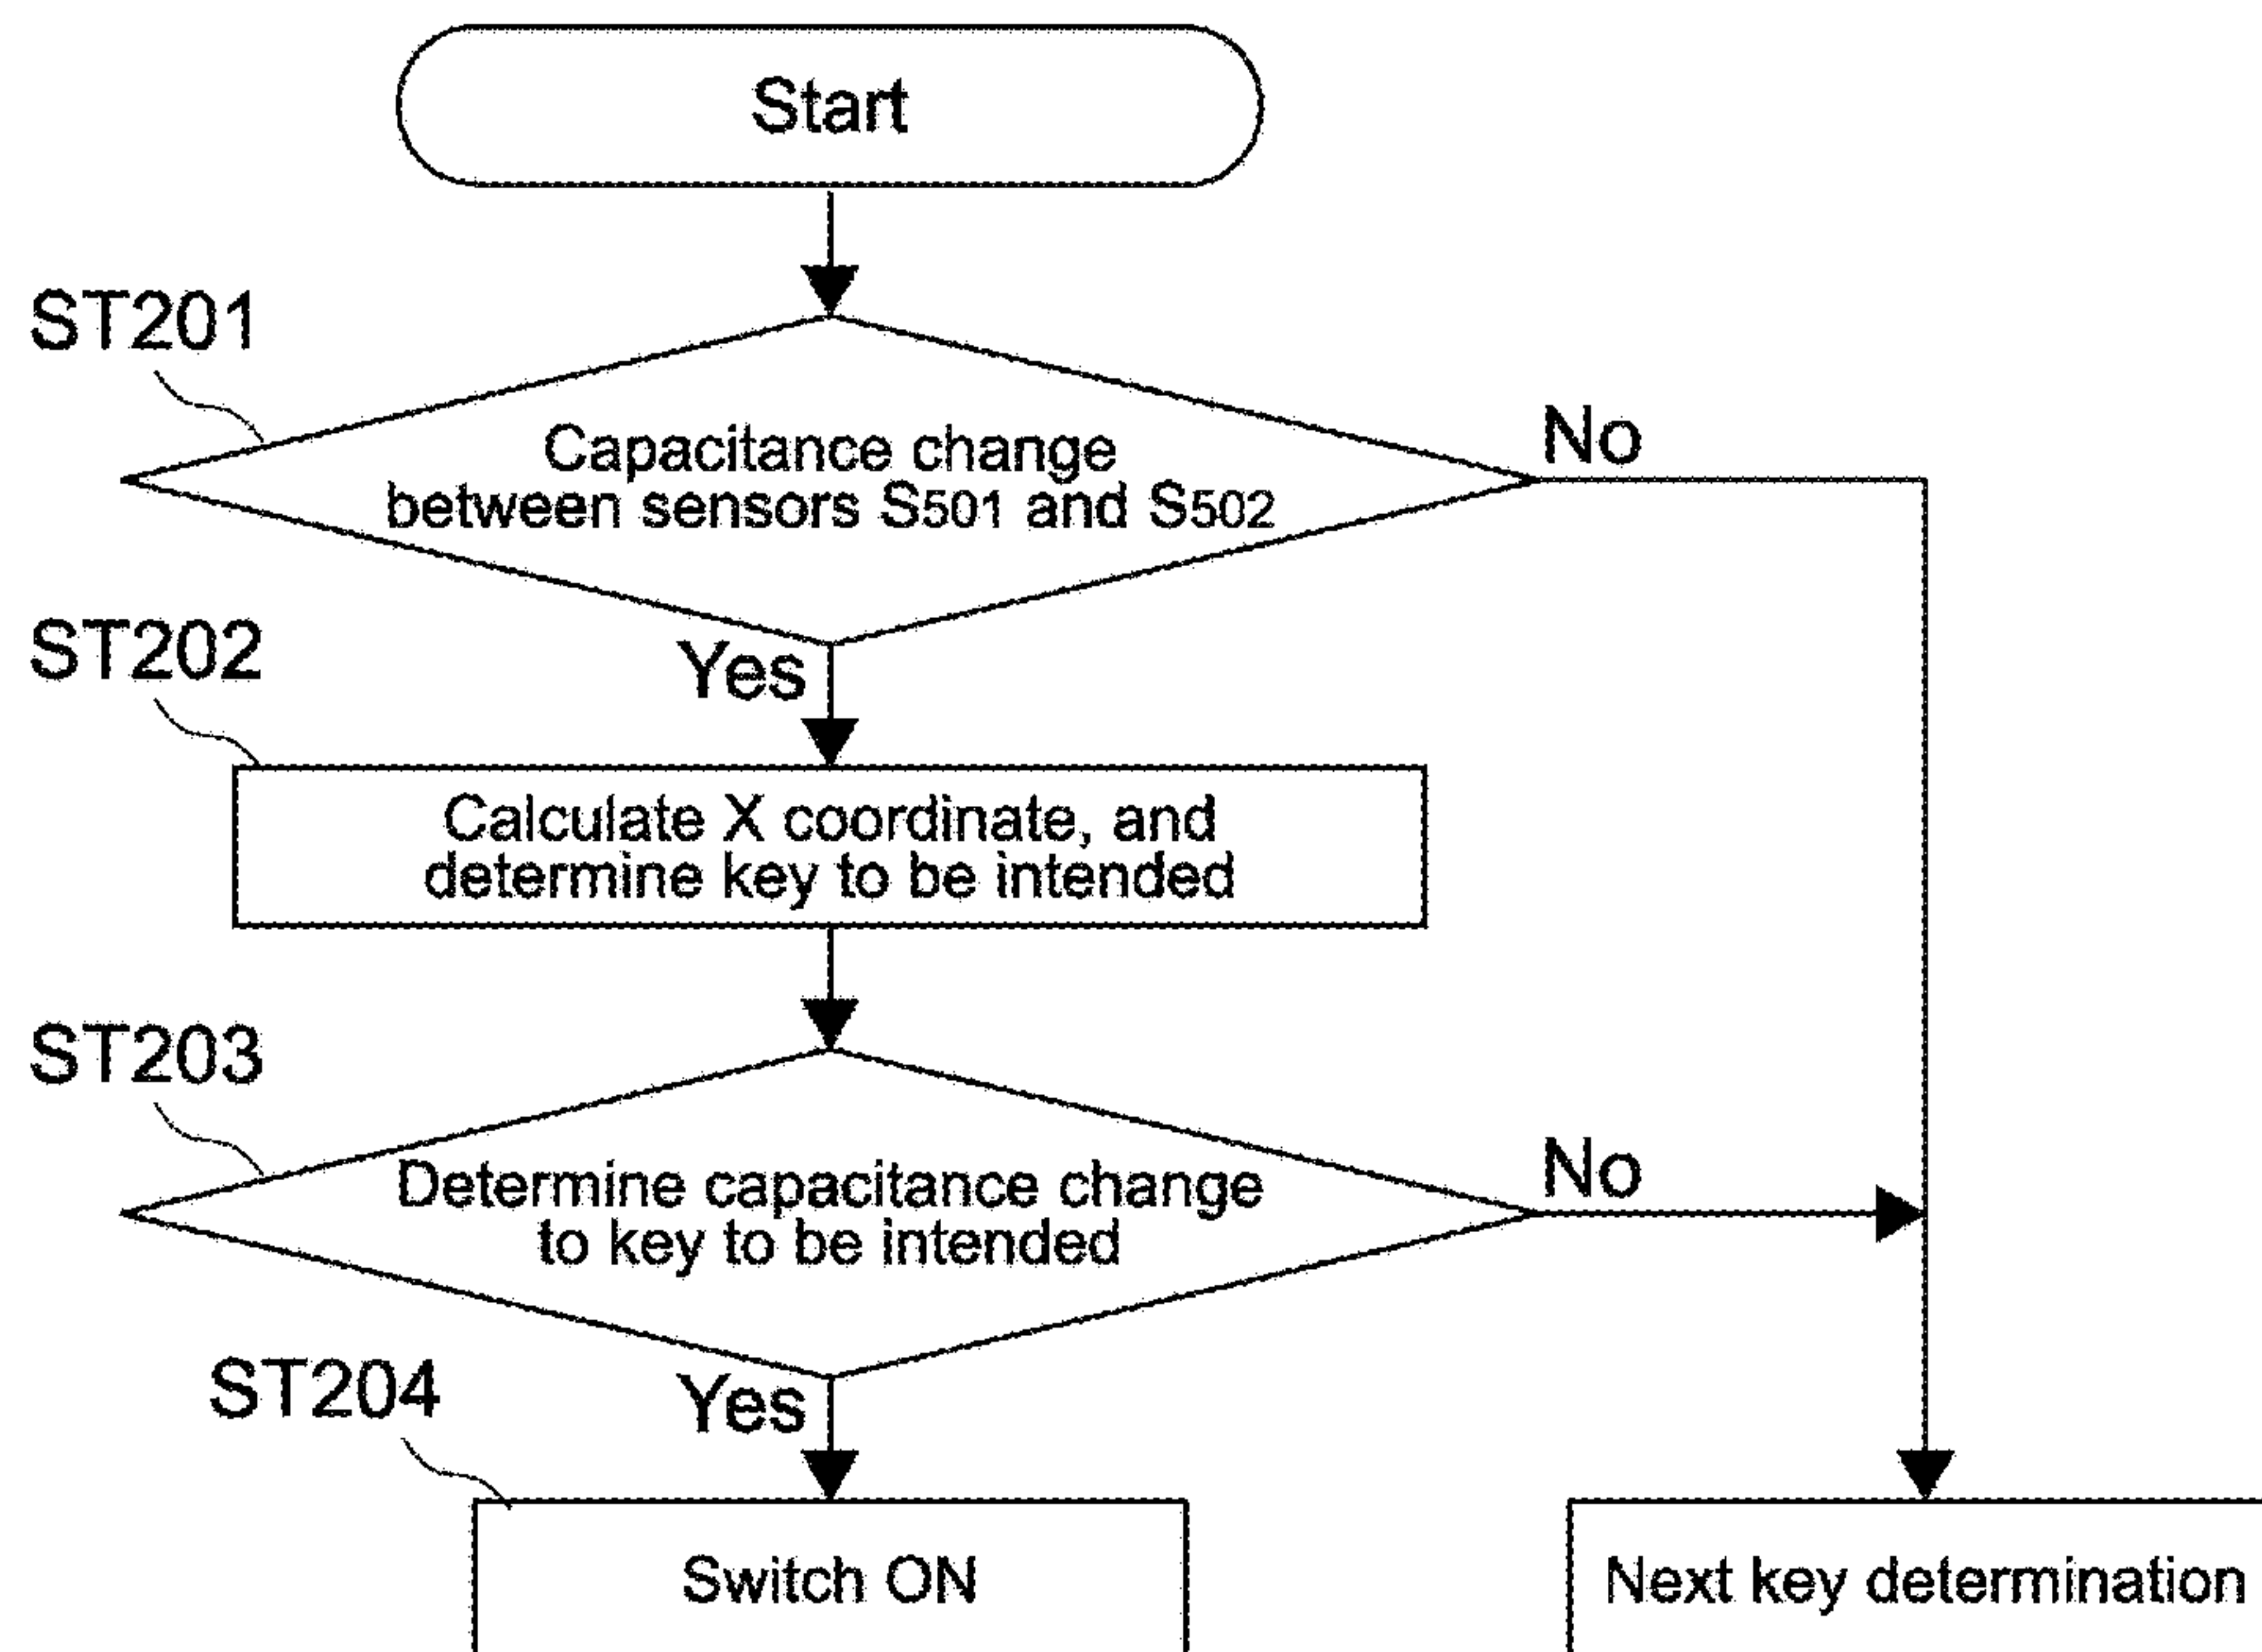 Start
ST201
Capacitance change
between sensors S501 and S502
No
Yes
ST202
Calculate X coordinate, and
determine key to be intended
ST203
Determine capacitance change
to key to be intended
No
Yes
ST204
Switch ON
Next key determination